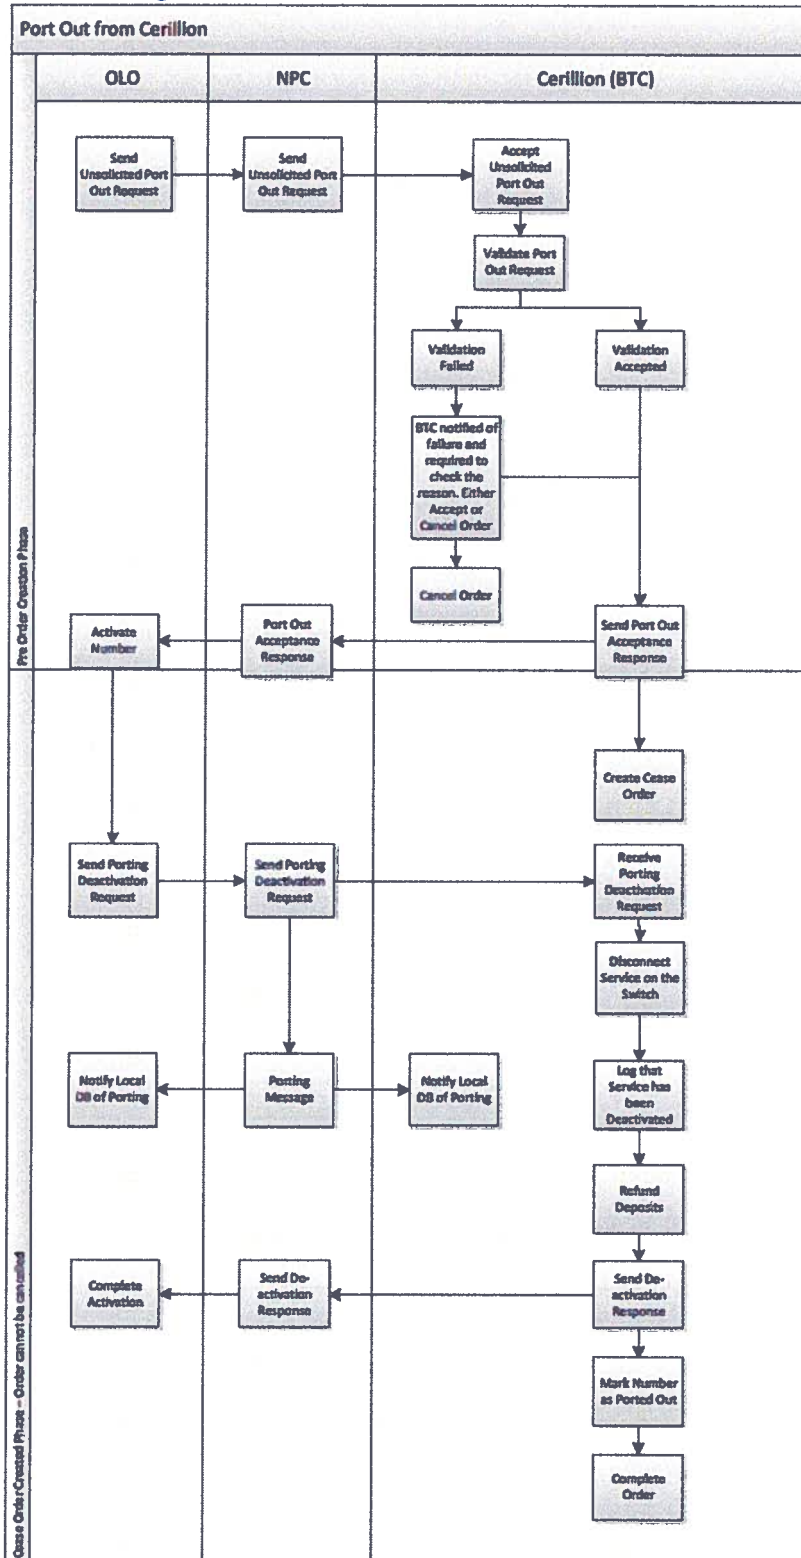 Port Out from Cerillion
OLO
NPC
Cerillion (BTC)
Send
Unsolicited Port
Out Request
Send
Unsolicited Port
Out Request
Accept
Unsolicited
Port Out
Request
Validate Port
Out Request
Validation
Failed
Validation
Accepted
BTC notified of
failure and
required to
check the
reason. Either
Accept or
Cancel Order
Cancel Order
Activate
Number
Port Out
Acceptance
Response
Send Port Out
Acceptance
Response
Pre Order Creation Phase
Create Cease
Order
Send Porting
Deactivation
Request
Send Porting
Deactivation
Request
Receive
Porting
Deactivation
Request
Disconnect
Service on the
Switch
Notify Local
DB of Porting
Porting
Message
Notify Local
DB of Porting
Log that
Service has
been
Deactivated
Refund
Deposits
Complete
Activation
Send De-
activation
Response
Send De-
activation
Response
Mark Number
as Ported Out
Complete
Order
Order Created Phase – Order cannot be cancelled